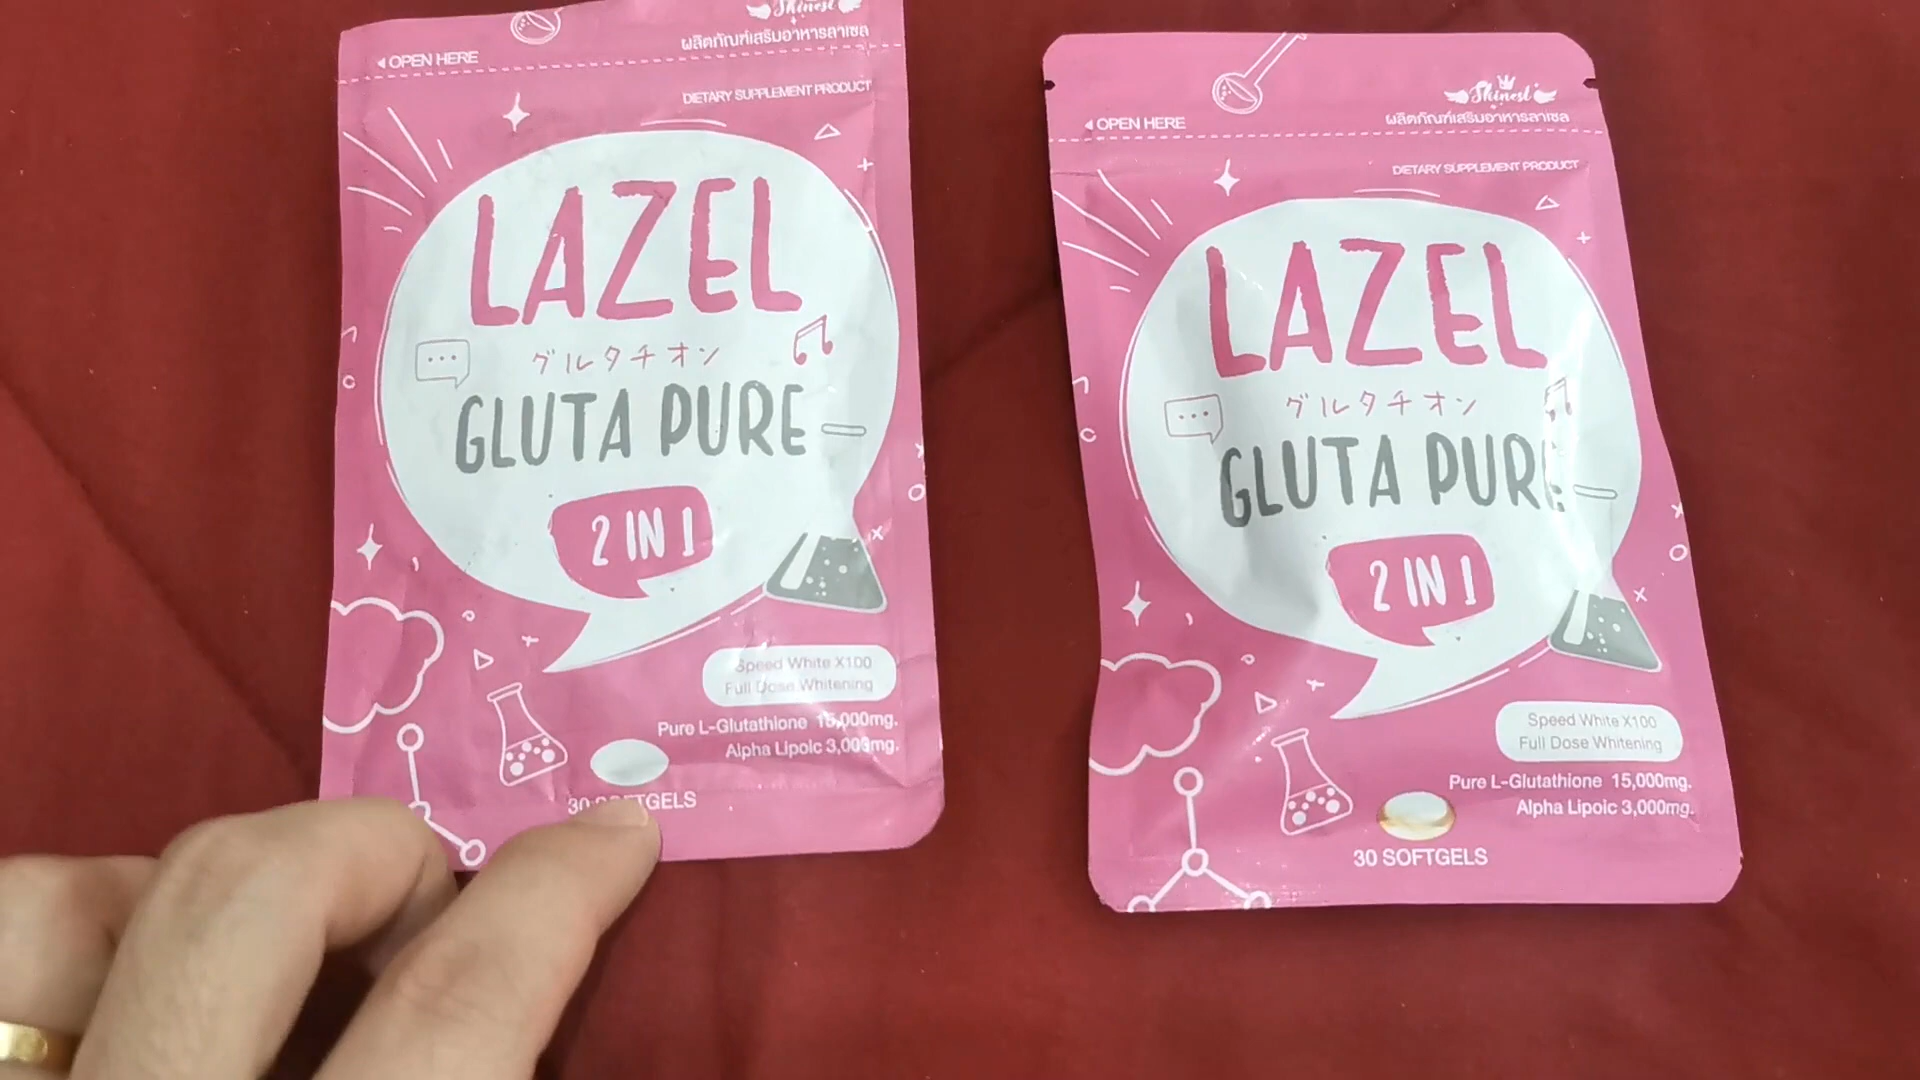 Shinest
ผลิตภัณฑ์เสริมอาหารลาเซล
OPEN HERE
DIETARY SUPPLEMENT PRODUCT
LAZEL
グルタチオン
GLUTA PURE
2 IN 1
Speed White X100
Full Dose Whitening
Pure L-Glutathione 15,000mg.
Alpha Lipoic 3,000mg.
30 SOFTGELS
Shinest
ผลิตภัณฑ์เสริมอาหารลาเซล
OPEN HERE
DIETARY SUPPLEMENT PRODUCT
LAZEL
グルタチオン
GLUTA PURE
2 IN 1
Speed White X100
Full Dose Whitening
Pure L-Glutathione 15,000mg.
Alpha Lipoic 3,000mg.
30 SOFTGELS